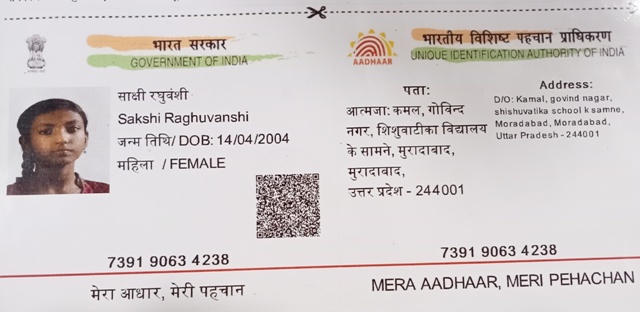 भारत सरकार
GOVERNMENT OF INDIA
साक्षी रघुवंशी
Sakshi Raghuvanshi
जन्म तिथि/ DOB: 14/04/2004
महिला / FEMALE
7391 9063 4238
मेरा आधार, मेरी पहचान
भारतीय विशिष्ट पहचान प्राधिकरण
UNIQUE IDENTIFICATION AUTHORITY OF INDIA
AADHAAR
पता:
आत्मजा: कमल, गोविन्द
नगर, शिशुवाटीका विद्यालय
के सामने, मुरादाबाद,
मुरादाबाद,
उत्तर प्रदेश - 244001
Address:
D/O: Kamal, govind nagar,
shishuvatika school k samne,
Moradabad, Moradabad,
Uttar Pradesh - 244001
7391 9063 4238
MERA AADHAAR, MERI PEHACHAN